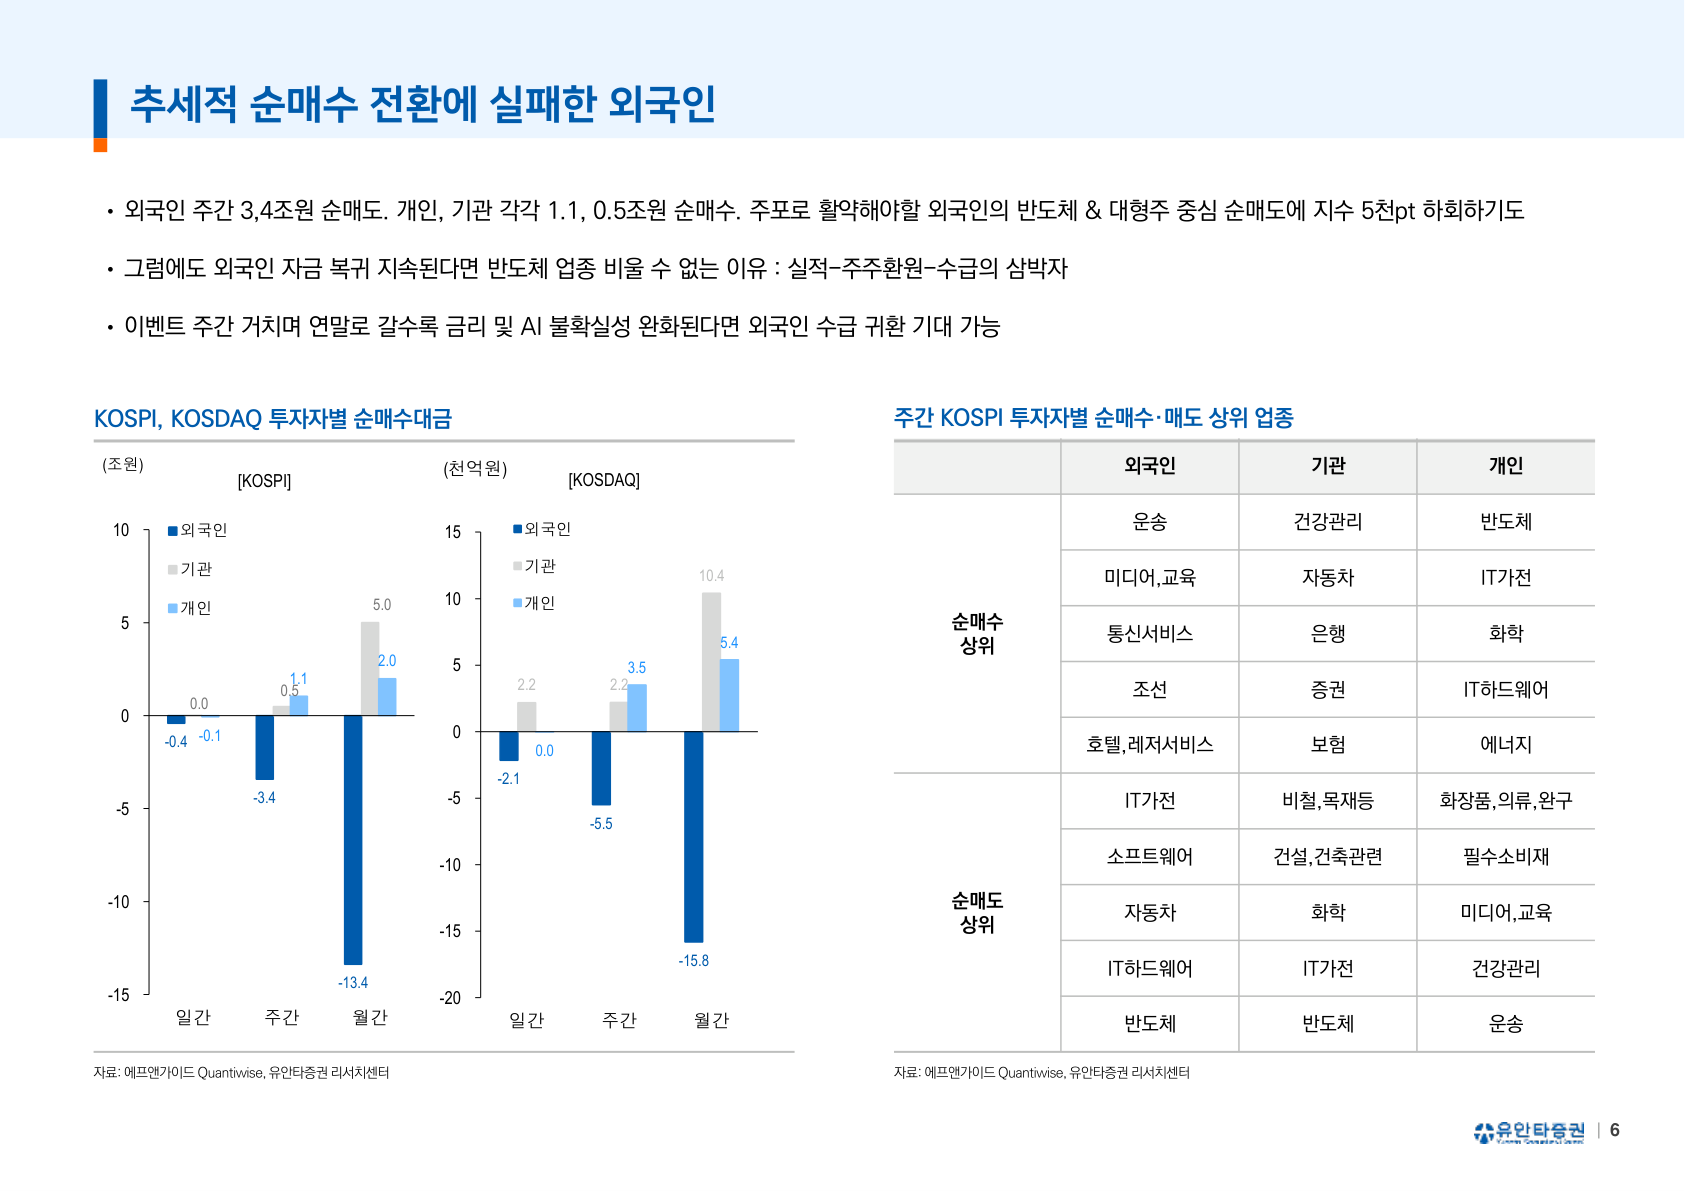 추세적 순매수 전환에 실패한 외국인
• 외국인 주간 3,4조원 순매도. 개인, 기관 각각 1.1, 0.5조원 순매수. 주포로 활약해야할 외국인의 반도체 & 대형주 중심 순매도에 지수 5천pt 하회하기도
• 그럼에도 외국인 자금 복귀 지속된다면 반도체 업종 비울 수 없는 이유 : 실적-주주환원-수급의 삼박자
• 이벤트 주간 거치며 연말로 갈수록 금리 및 AI 불확실성 완화된다면 외국인 수급 귀환 기대 가능
KOSPI, KOSDAQ 투자자별 순매수대금
(조원)
[KOSPI]
외국인
기관
개인
10
5
0
-5
-10
-15
-0.4
0.0
-0.1
-3.4
0.5
1.1
-13.4
5.0
2.0
일간 주간 월간
(천억원)
[KOSDAQ]
외국인
기관
개인
15
10
5
0
-5
-10
-15
-20
-2.1
2.2
0.0
-5.5
2.2
3.5
-15.8
10.4
5.4
일간 주간 월간
자료: 에프앤가이드 Quantiwise, 유안타증권 리서치센터
주간 KOSPI 투자자별 순매수·매도 상위 업종
외국인 기관 개인
순매수
상위
운송 건강관리 반도체
미디어,교육 자동차 IT가전
통신서비스 은행 화학
조선 증권 IT하드웨어
호텔,레저서비스 보험 에너지
순매도
상위
IT가전 비철,목재등 화장품,의류,완구
소프트웨어 건설,건축관련 필수소비재
자동차 화학 미디어,교육
IT하드웨어 IT가전 건강관리
반도체 반도체 운송
자료: 에프앤가이드 Quantiwise, 유안타증권 리서치센터
유안타증권 | 6